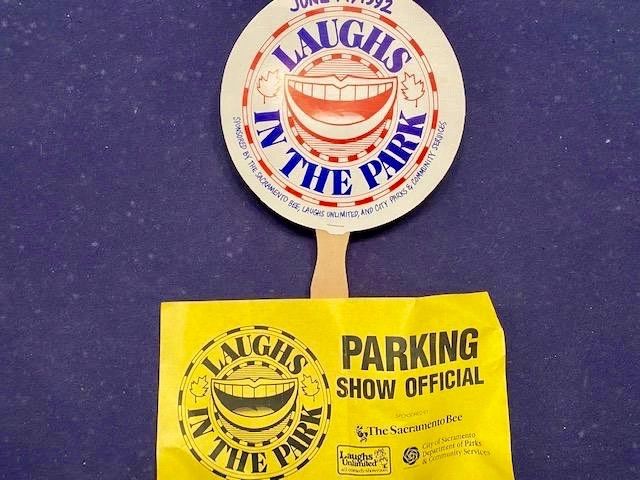 LAUGHS
IN THE PARK
SPONSORED BY THE SACRAMENTO BEE, LAUGHS UNLIMITED, AND CITY PARKS & COMMUNITY SERVICES
LAUGHS
IN THE PARK
PARKING
SHOW OFFICIAL
SPONSORED BY
The Sacramento Bee
Laughs
Unlimited
City of Sacramento
Department of Parks
& Community Services